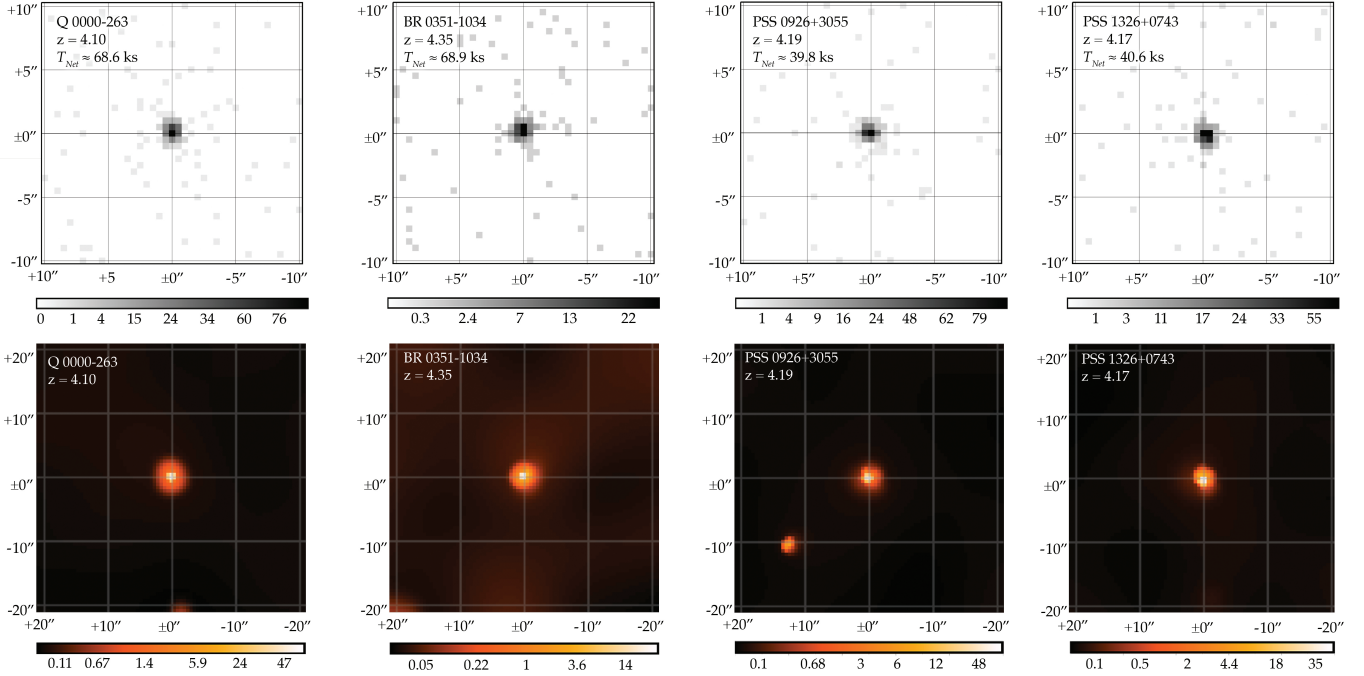 +10″
Q 0000-263
z = 4.10
T_Net ≈ 68.6 ks
+5″
±0″
-5″
-10″
+10″ +5 ±0″ -5″ -10″
0 1 4 15 24 34 60 76
+10″
BR 0351-1034
z = 4.35
T_Net ≈ 68.9 ks
+5″
±0″
-5″
-10″
+10″ +5 ±0″ -5″ -10″
0.3 2.4 7 13 22
+10″
PSS 0926+3055
z = 4.19
T_Net ≈ 39.8 ks
+5″
±0″
-5″
-10″
+10″ +5 ±0″ -5″ -10″
1 4 9 16 24 48 62 79
+10″
PSS 1326+0743
z = 4.17
T_Net ≈ 40.6 ks
+5″
±0″
-5″
-10″
+10″ +5 ±0″ -5″ -10″
1 3 11 17 24 33 55
+20″
Q 0000-263
z = 4.10
+10″
±0″
-10″
-20″
+20″ +10″ ±0″ -10″ -20″
0.11 0.67 1.4 5.9 24 47
+20″
BR 0351-1034
z = 4.35
+10″
±0″
-10″
-20″
+20″ +10″ ±0″ -10″ -20″
0.05 0.22 1 3.6 14
+20″
PSS 0926+3055
z = 4.19
+10″
±0″
-10″
-20″
+20″ +10″ ±0″ -10″ -20″
0.1 0.68 3 6 12 48
+20″
PSS 1326+0743
z = 4.17
+10″
±0″
-10″
-20″
+20″ +10″ ±0″ -10″ -20″
0.1 0.5 2 4.4 18 35